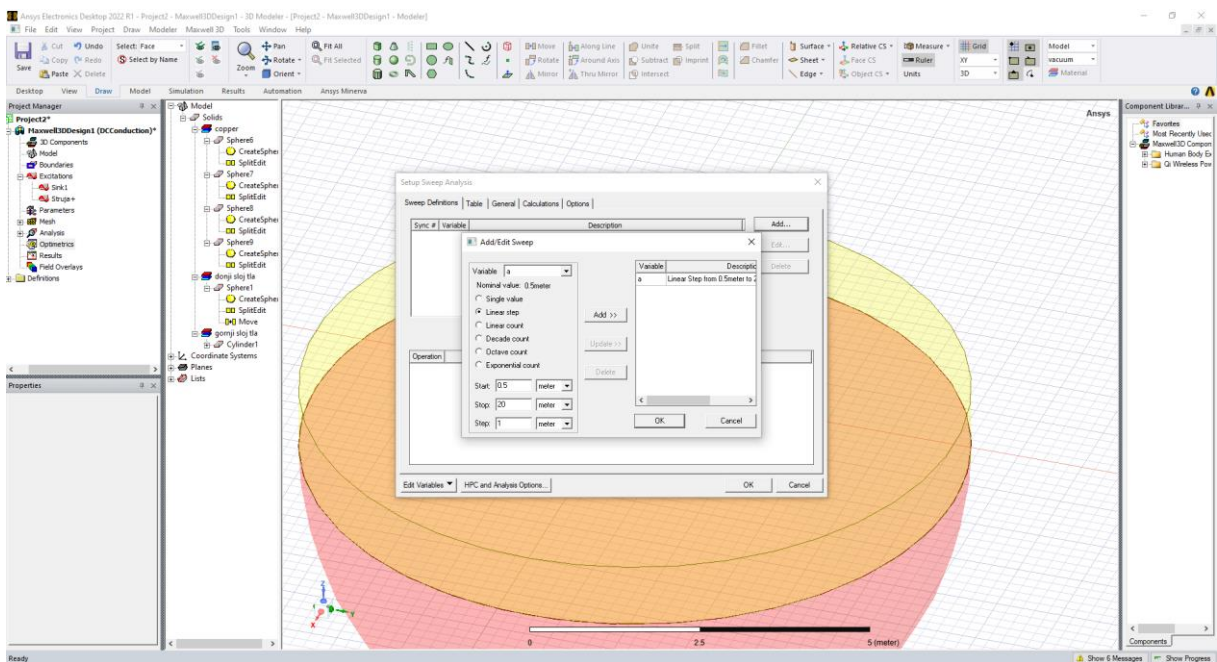 Ansys Electronics Desktop 2022 R1 - Project2 - Maxwell3DDesign1 - 3D Modeler - [Project2 - Maxwell3DDesign1 - Modeler]
File Edit View Project Draw Modeler Maxwell 3D Tools Window Help
Save
Cut Undo
Copy Redo
Paste Delete
Select: Face
Select by Name
Zoom
Pan
Rotate
Orient
Fit All
Fit Selected
Move Along Line Unite Split Fillet
Rotate Around Axis Subtract Imprint Chamfer
Mirror Thru Mirror Intersect
Surface Relative CS Measure Grid
Sheet Face CS Ruler XY
Edge Object CS Units 3D
Model
vacuum
Material
Desktop View Draw Model Simulation Results Automation Ansys Minerva
Project Manager
Project2*
Maxwell3DDesign1 (DCConduction)*
3D Components
Model
Boundaries
Excitations
Sink1
Struja+
Parameters
Mesh
Analysis
Optimetrics
Results
Field Overlays
Definitions
Properties
Model
Solids
copper
Sphere6
CreateSpher
SplitEdit
Sphere7
CreateSpher
SplitEdit
Sphere8
CreateSpher
SplitEdit
Sphere9
CreateSpher
SplitEdit
donji sloj tla
Sphere1
CreateSpher
SplitEdit
Move
gornji sloj tla
Cylinder1
Coordinate Systems
Planes
Lists
Ansys
Setup Sweep Analysis
Sweep Definitions Table General Calculations Options
Sync # Variable Description
Add...
Edit...
Delete
Operation
Edit Variables HPC and Analysis Options... OK Cancel
Add/Edit Sweep
Variable a
Nominal value: 0.5meter
Single value
Linear step
Linear count
Decade count
Octave count
Exponential count
Start: 0.5 meter
Stop: 20 meter
Step: 1 meter
Add >>
Update >>
Delete
Variable Descriptic
a Linear Step from 0.5meter to 2
OK Cancel
Z
Y
X
0 2.5 5 (meter)
Component Librar...
Favorites
Most Recently Used
Maxwell3D Compon
Human Body Ex
Qi Wireless Pow
Components
Ready
Show 6 Messages Show Progress